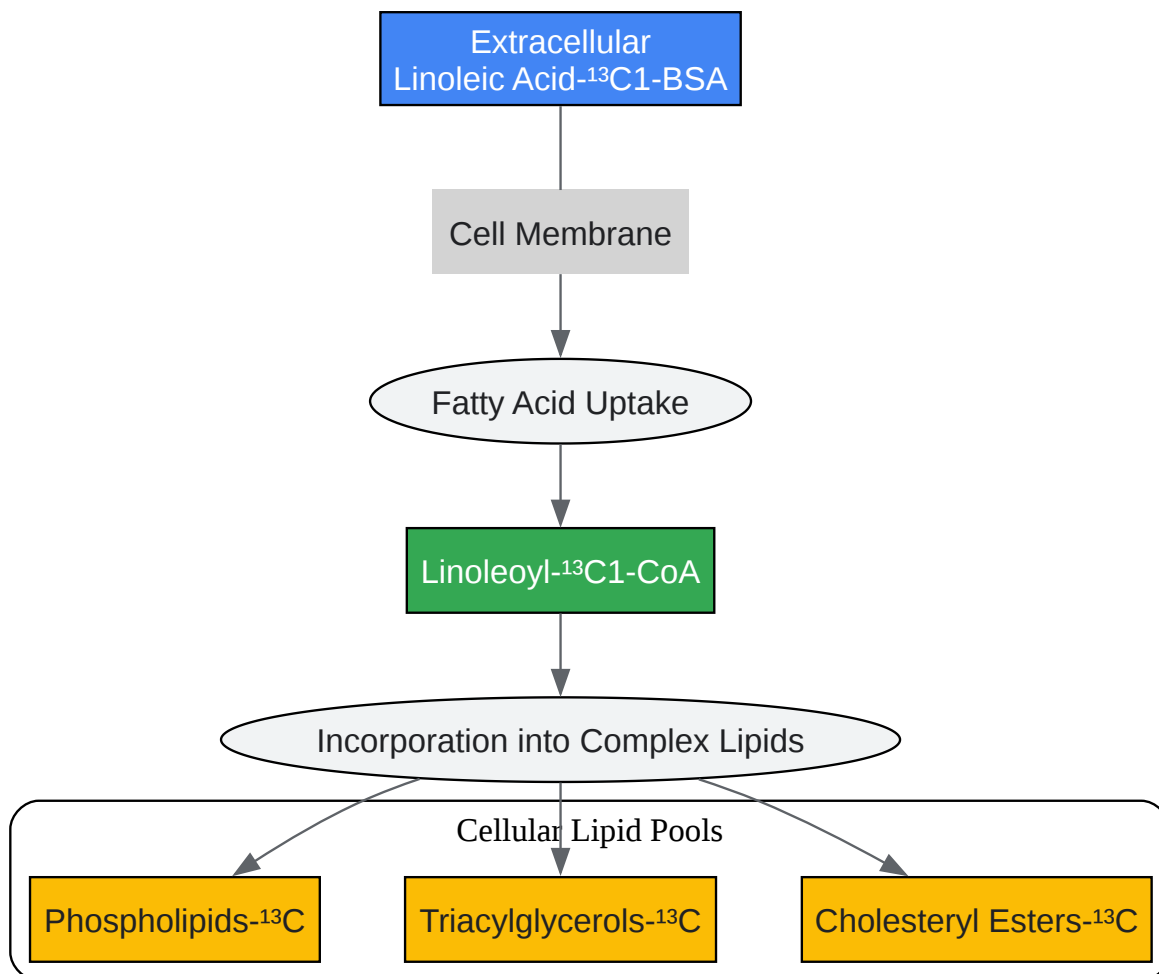 Extracellular
Linoleic Acid-¹³C1-BSA
Cell Membrane
Fatty Acid Uptake
Linoleoyl-¹³C1-CoA
Incorporation into Complex Lipids
Cellular Lipid Pools
Phospholipids-¹³C
Triacylglycerols-¹³C
Cholesteryl Esters-¹³C